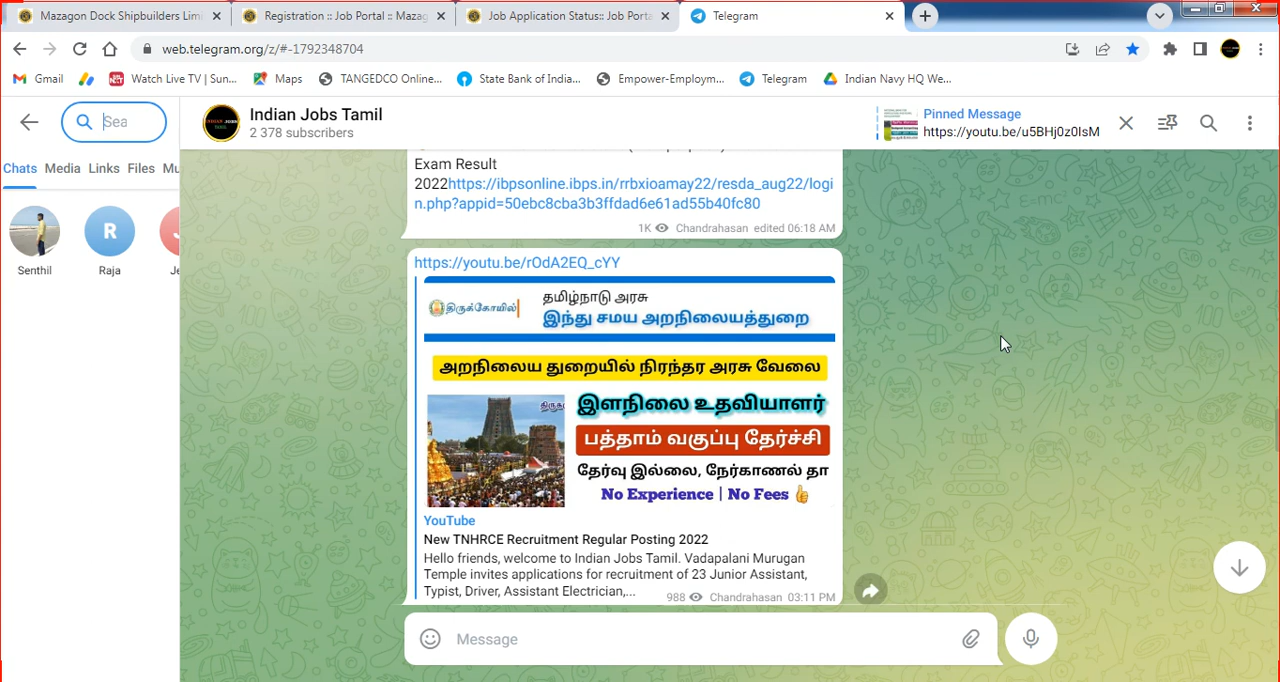 Mazagon Dock Shipbuilders Limi
Registration :: Job Portal :: Mazag
Job Application Status:: Job Porta
Telegram
web.telegram.org/z/#-1792348704
Gmail
Watch Live TV | Sun...
Maps
TANGEDCO Online...
State Bank of India...
Empower-Employm...
Telegram
Indian Navy HQ We...
Sea
Indian Jobs Tamil
2 378 subscribers
Pinned Message
https://youtu.be/u5BHj0z0IsM
Chats Media Links Files Mu
Senthil
R
Raja
Je
Exam Result
2022https://ibpsonline.ibps.in/rrbxioamay22/resda_aug22/logi
n.php?appid=50ebc8cba3b3ffdad6e61ad55b40fc80
1K Chandrahasan edited 06:18 AM
https://youtu.be/rOdA2EQ_cYY
திருக்கோயில்
தமிழ்நாடு அரசு
இந்து சமய அறநிலையத்துறை
அறநிலைய துறையில் நிரந்தர அரசு வேலை
இளநிலை உதவியாளர்
பத்தாம் வகுப்பு தேர்ச்சி
தேர்வு இல்லை, நேர்காணல் தா
No Experience | No Fees 👍
YouTube
New TNHRCE Recruitment Regular Posting 2022
Hello friends, welcome to Indian Jobs Tamil. Vadapalani Murugan
Temple invites applications for recruitment of 23 Junior Assistant,
Typist, Driver, Assistant Electrician,...
988 Chandrahasan 03:11 PM
Message